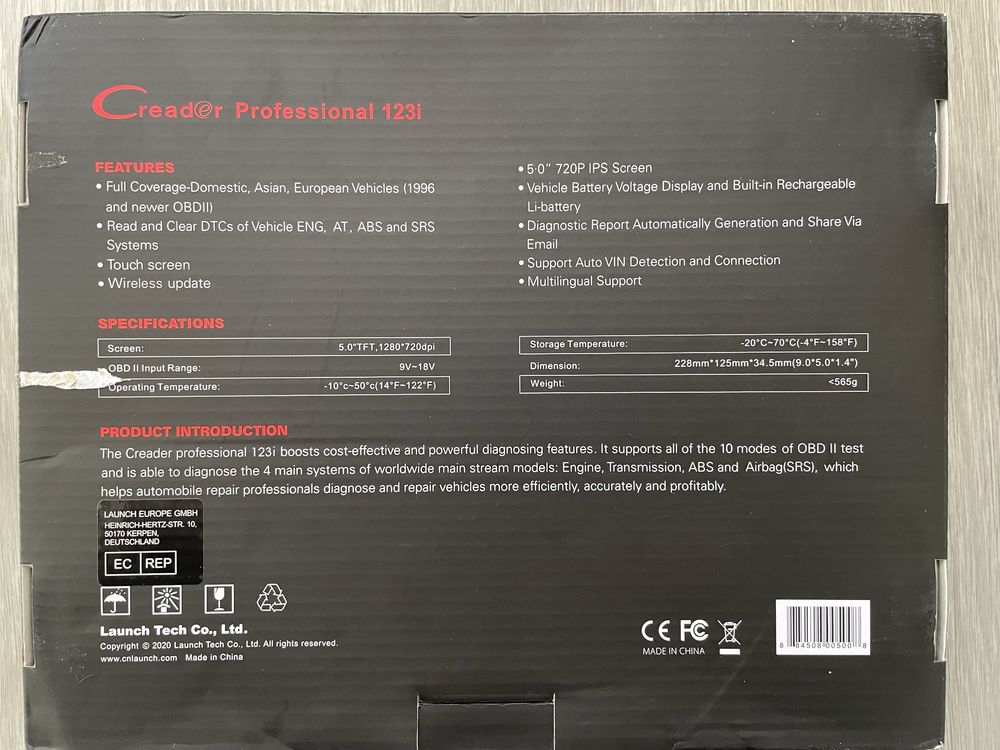 Creader Professional 123i
FEATURES
• Full Coverage-Domestic, Asian, European Vehicles (1996
and newer OBDII)
• Read and Clear DTCs of Vehicle ENG, AT, ABS and SRS
Systems
• Touch screen
• Wireless update
• 5·0" 720P IPS Screen
• Vehicle Battery Voltage Display and Built-in Rechargeable
Li-battery
• Diagnostic Report Automatically Generation and Share Via
Email
• Support Auto VIN Detection and Connection
• Multilingual Support
SPECIFICATIONS
Screen: 5.0"TFT,1280*720dpi
OBD II Input Range: 9V~18V
Operating Temperature: -10°c~50°c(14°F~122°F)
Storage Temperature: -20°C~70°C(-4°F~158°F)
Dimension: 228mm*125mm*34.5mm(9.0*5.0*1.4")
Weight: <565g
PRODUCT INTRODUCTION
The Creader professional 123i boosts cost-effective and powerful diagnosing features. It supports all of the 10 modes of OBD II test
and is able to diagnose the 4 main systems of worldwide main stream models: Engine, Transmission, ABS and Airbag(SRS), which
helps automobile repair professionals diagnose and repair vehicles more efficiently, accurately and profitably.
LAUNCH EUROPE GMBH
HEINRICH-HERTZ-STR. 10,
50170 KERPEN,
DEUTSCHLAND
EC REP
Launch Tech Co., Ltd.
Copyright © 2020 Launch Tech Co., Ltd. All rights reserved.
www.cnlaunch.com Made in China
CE FC
MADE IN CHINA
8 84508 00500 8